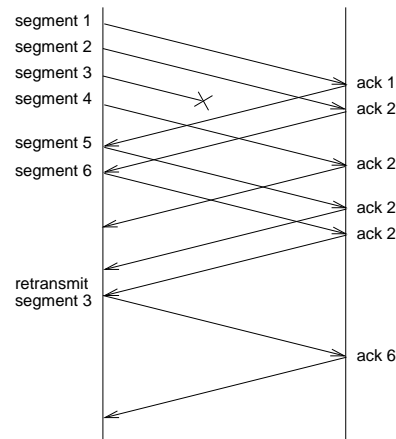 segment 1
segment 2
segment 3
segment 4
segment 5
segment 6
retransmit
segment 3
ack 1
ack 2
ack 2
ack 2
ack 2
ack 6